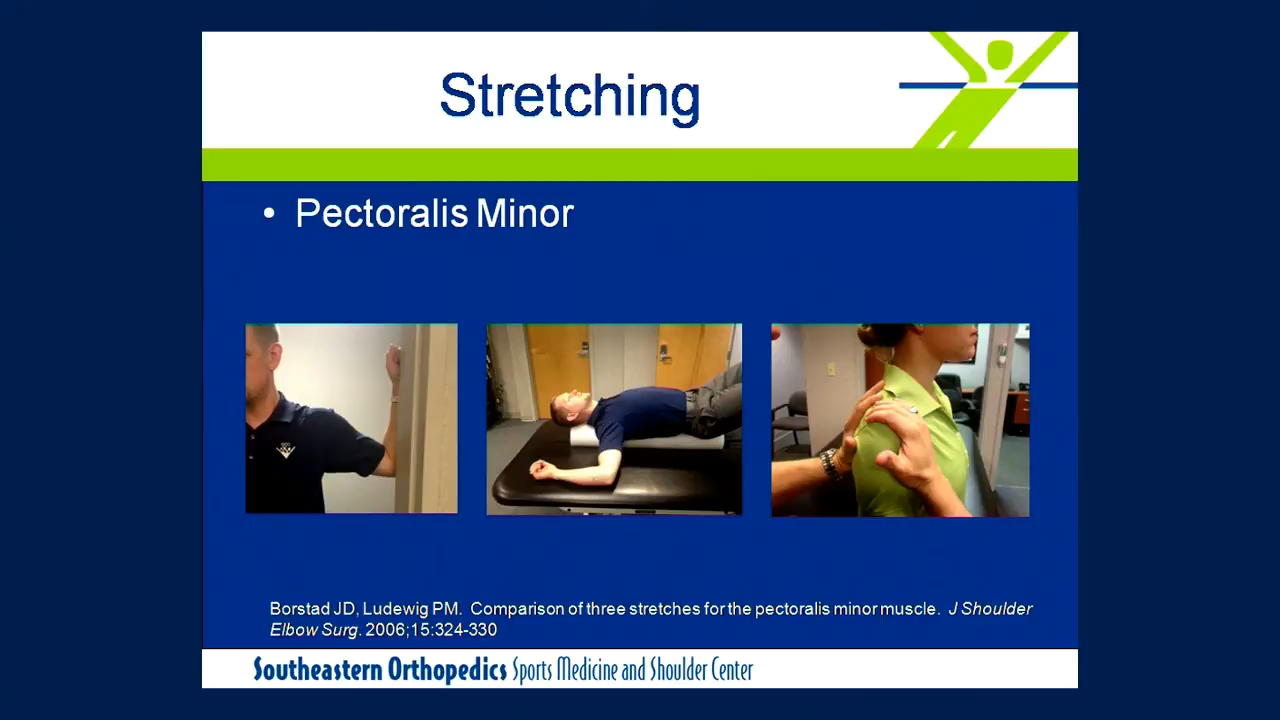 Stretching
• Pectoralis Minor
Borstad JD, Ludewig PM. Comparison of three stretches for the pectoralis minor muscle. J Shoulder
Elbow Surg. 2006;15:324-330
Southeastern Orthopedics Sports Medicine and Shoulder Center